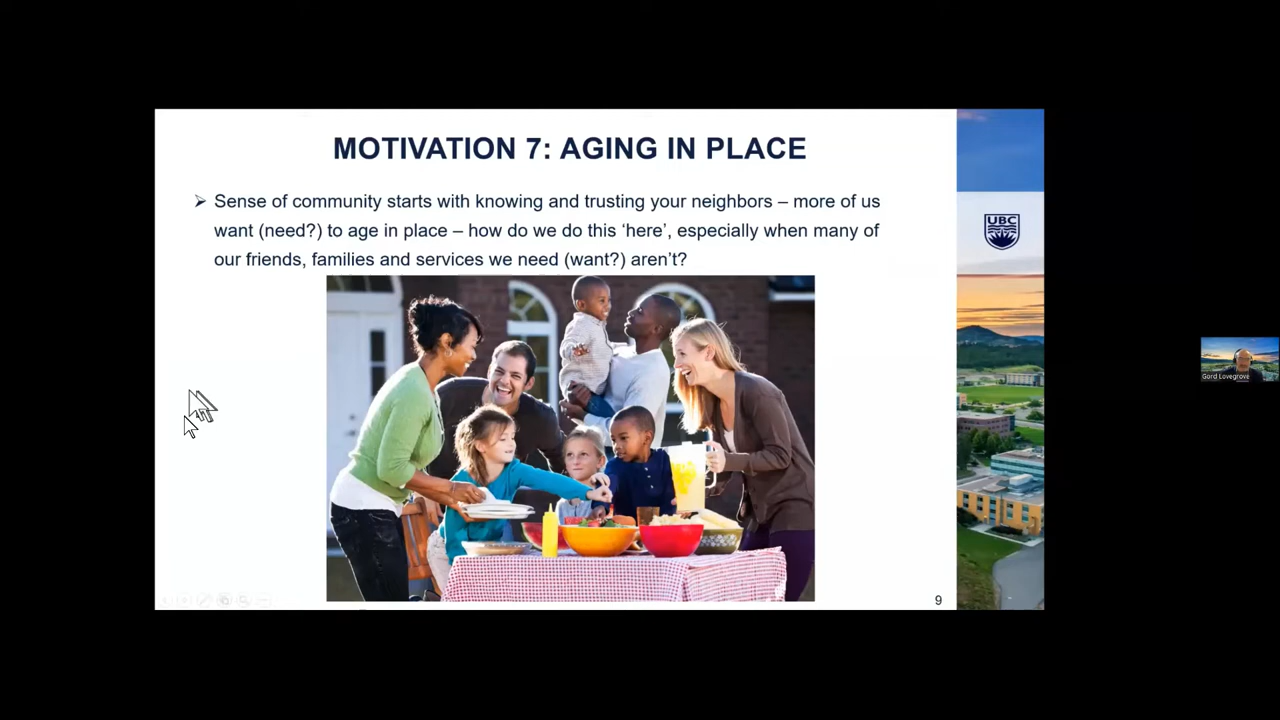 MOTIVATION 7: AGING IN PLACE
➢ Sense of community starts with knowing and trusting your neighbors – more of us
want (need?) to age in place – how do we do this ‘here’, especially when many of
our friends, families and services we need (want?) aren’t?
UBC
Gord Lovegrove
9